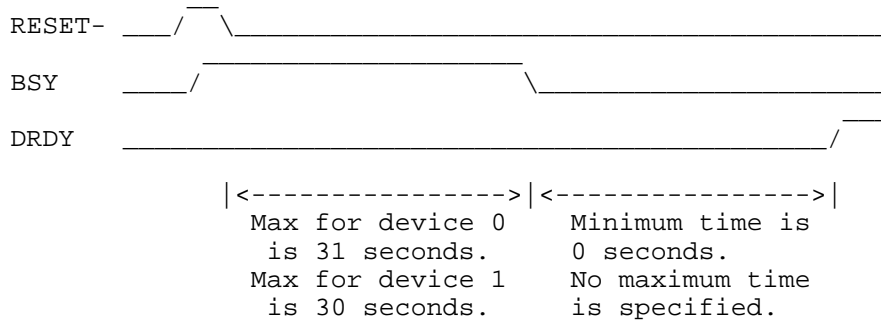 RESET-
BSY
DRDY
|<---------------->|<---------------->|
Max for device 0 Minimum time is
is 31 seconds. 0 seconds.
Max for device 1 No maximum time
is 30 seconds. is specified.